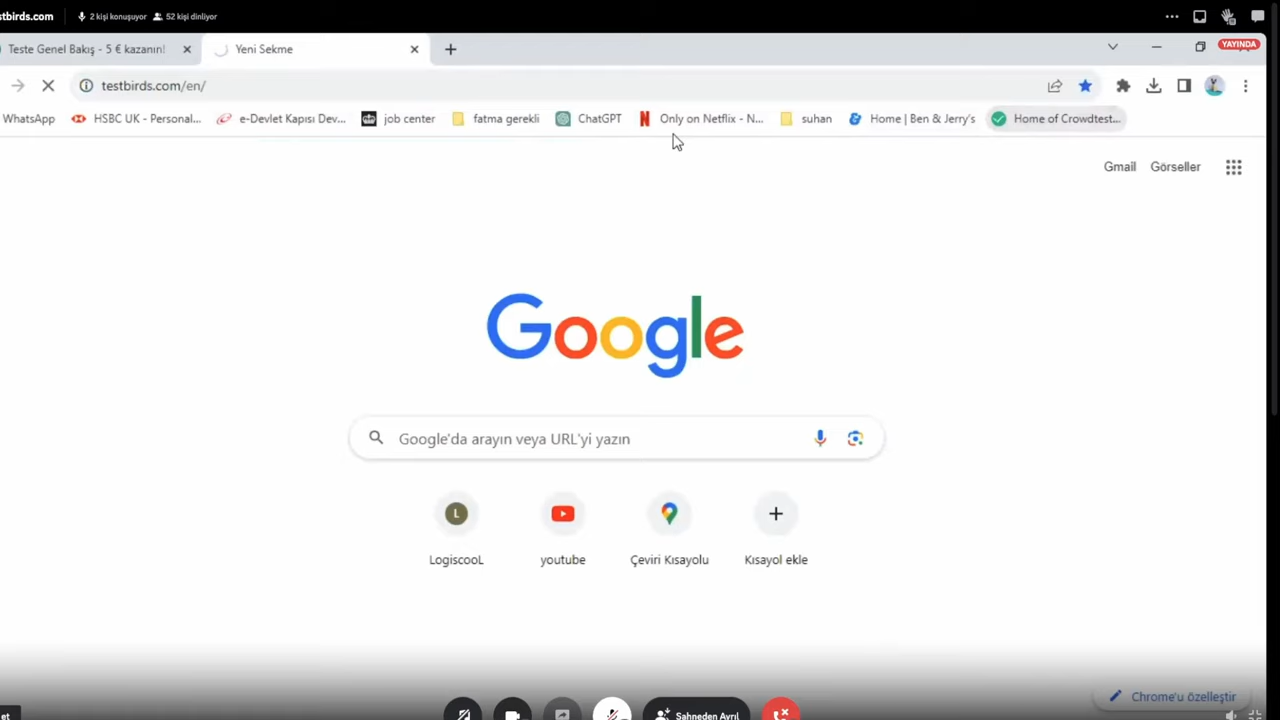 stbirds.com 2 kişi konuşuyor 52 kişi dinliyor
YAYINDA
Teste Genel Bakış - 5 € kazanın! Yeni Sekme
testbirds.com/en/
WhatsApp HSBC UK - Personal... e-Devlet Kapısı Dev... job center fatma gerekli ChatGPT Only on Netflix - N... suhan Home | Ben & Jerry's Home of Crowdtest...
Gmail Görseller
Google
Google'da arayın veya URL'yi yazın
L
LogiscooL youtube Çeviri Kısayolu Kısayol ekle
Chrome'u özelleştir
et Sahneden Ayrıl